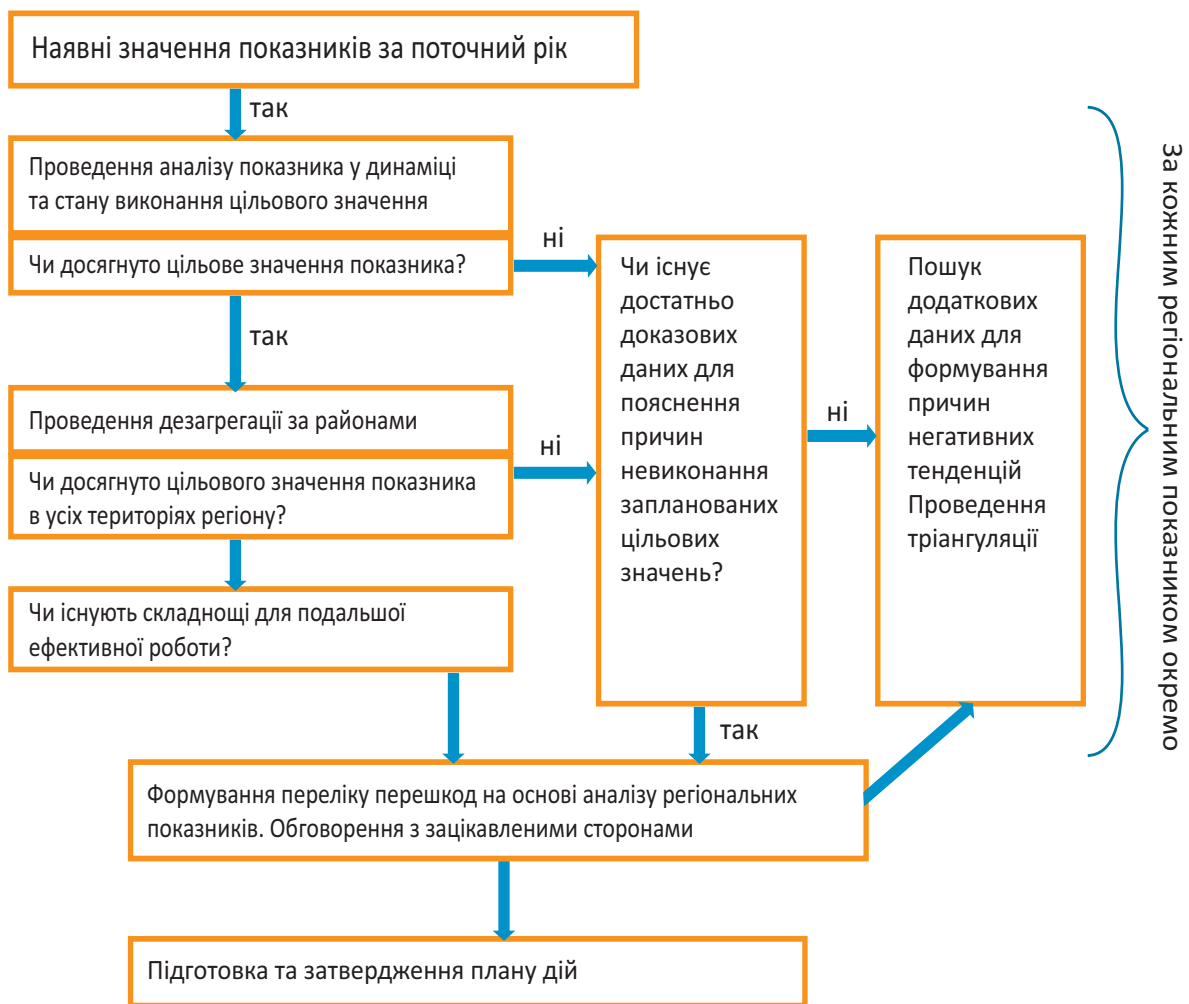 Наявні значення показників за поточний рік
так
Проведення аналізу показника у динаміці
та стану виконання цільового значення
Чи досягнуто цільове значення показника?
ні
так
Проведення дезагрегації за районами
Чи досягнуто цільового значення показника
в усіх територіях регіону?
ні
Чи існують складнощі для подальшої
ефективної роботи?
Чи існує
достатньо
доказових
даних для
пояснення
причин
невиконання
запланованих
цільових
значень?
ні
так
Пошук
додаткових
даних для
формування
причин
негативних
тенденцій
Проведення
тріангуляції
За кожним регіональним показником окремо
Формування переліку перешкод на основі аналізу регіональних
показників. Обговорення з зацікавленими сторонами
Підготовка та затвердження плану дій